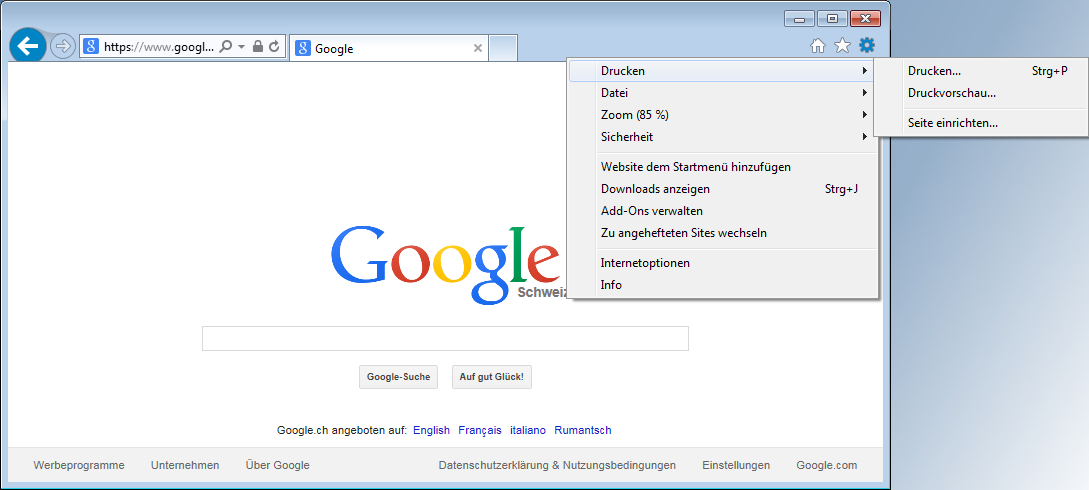 https://www.googl...
Google
Drucken
Drucken... Strg+P
Datei
Druckvorschau...
Zoom (85 %)
Seite einrichten...
Sicherheit
Website dem Startmenü hinzufügen
Downloads anzeigen Strg+J
Add-Ons verwalten
Zu angehefteten Sites wechseln
Internetoptionen
Info
Google
Schweiz
Google-Suche Auf gut Glück!
Google.ch angeboten auf: English Français italiano Rumantsch
Werbeprogramme Unternehmen Über Google Datenschutzerklärung & Nutzungsbedingungen Einstellungen Google.com